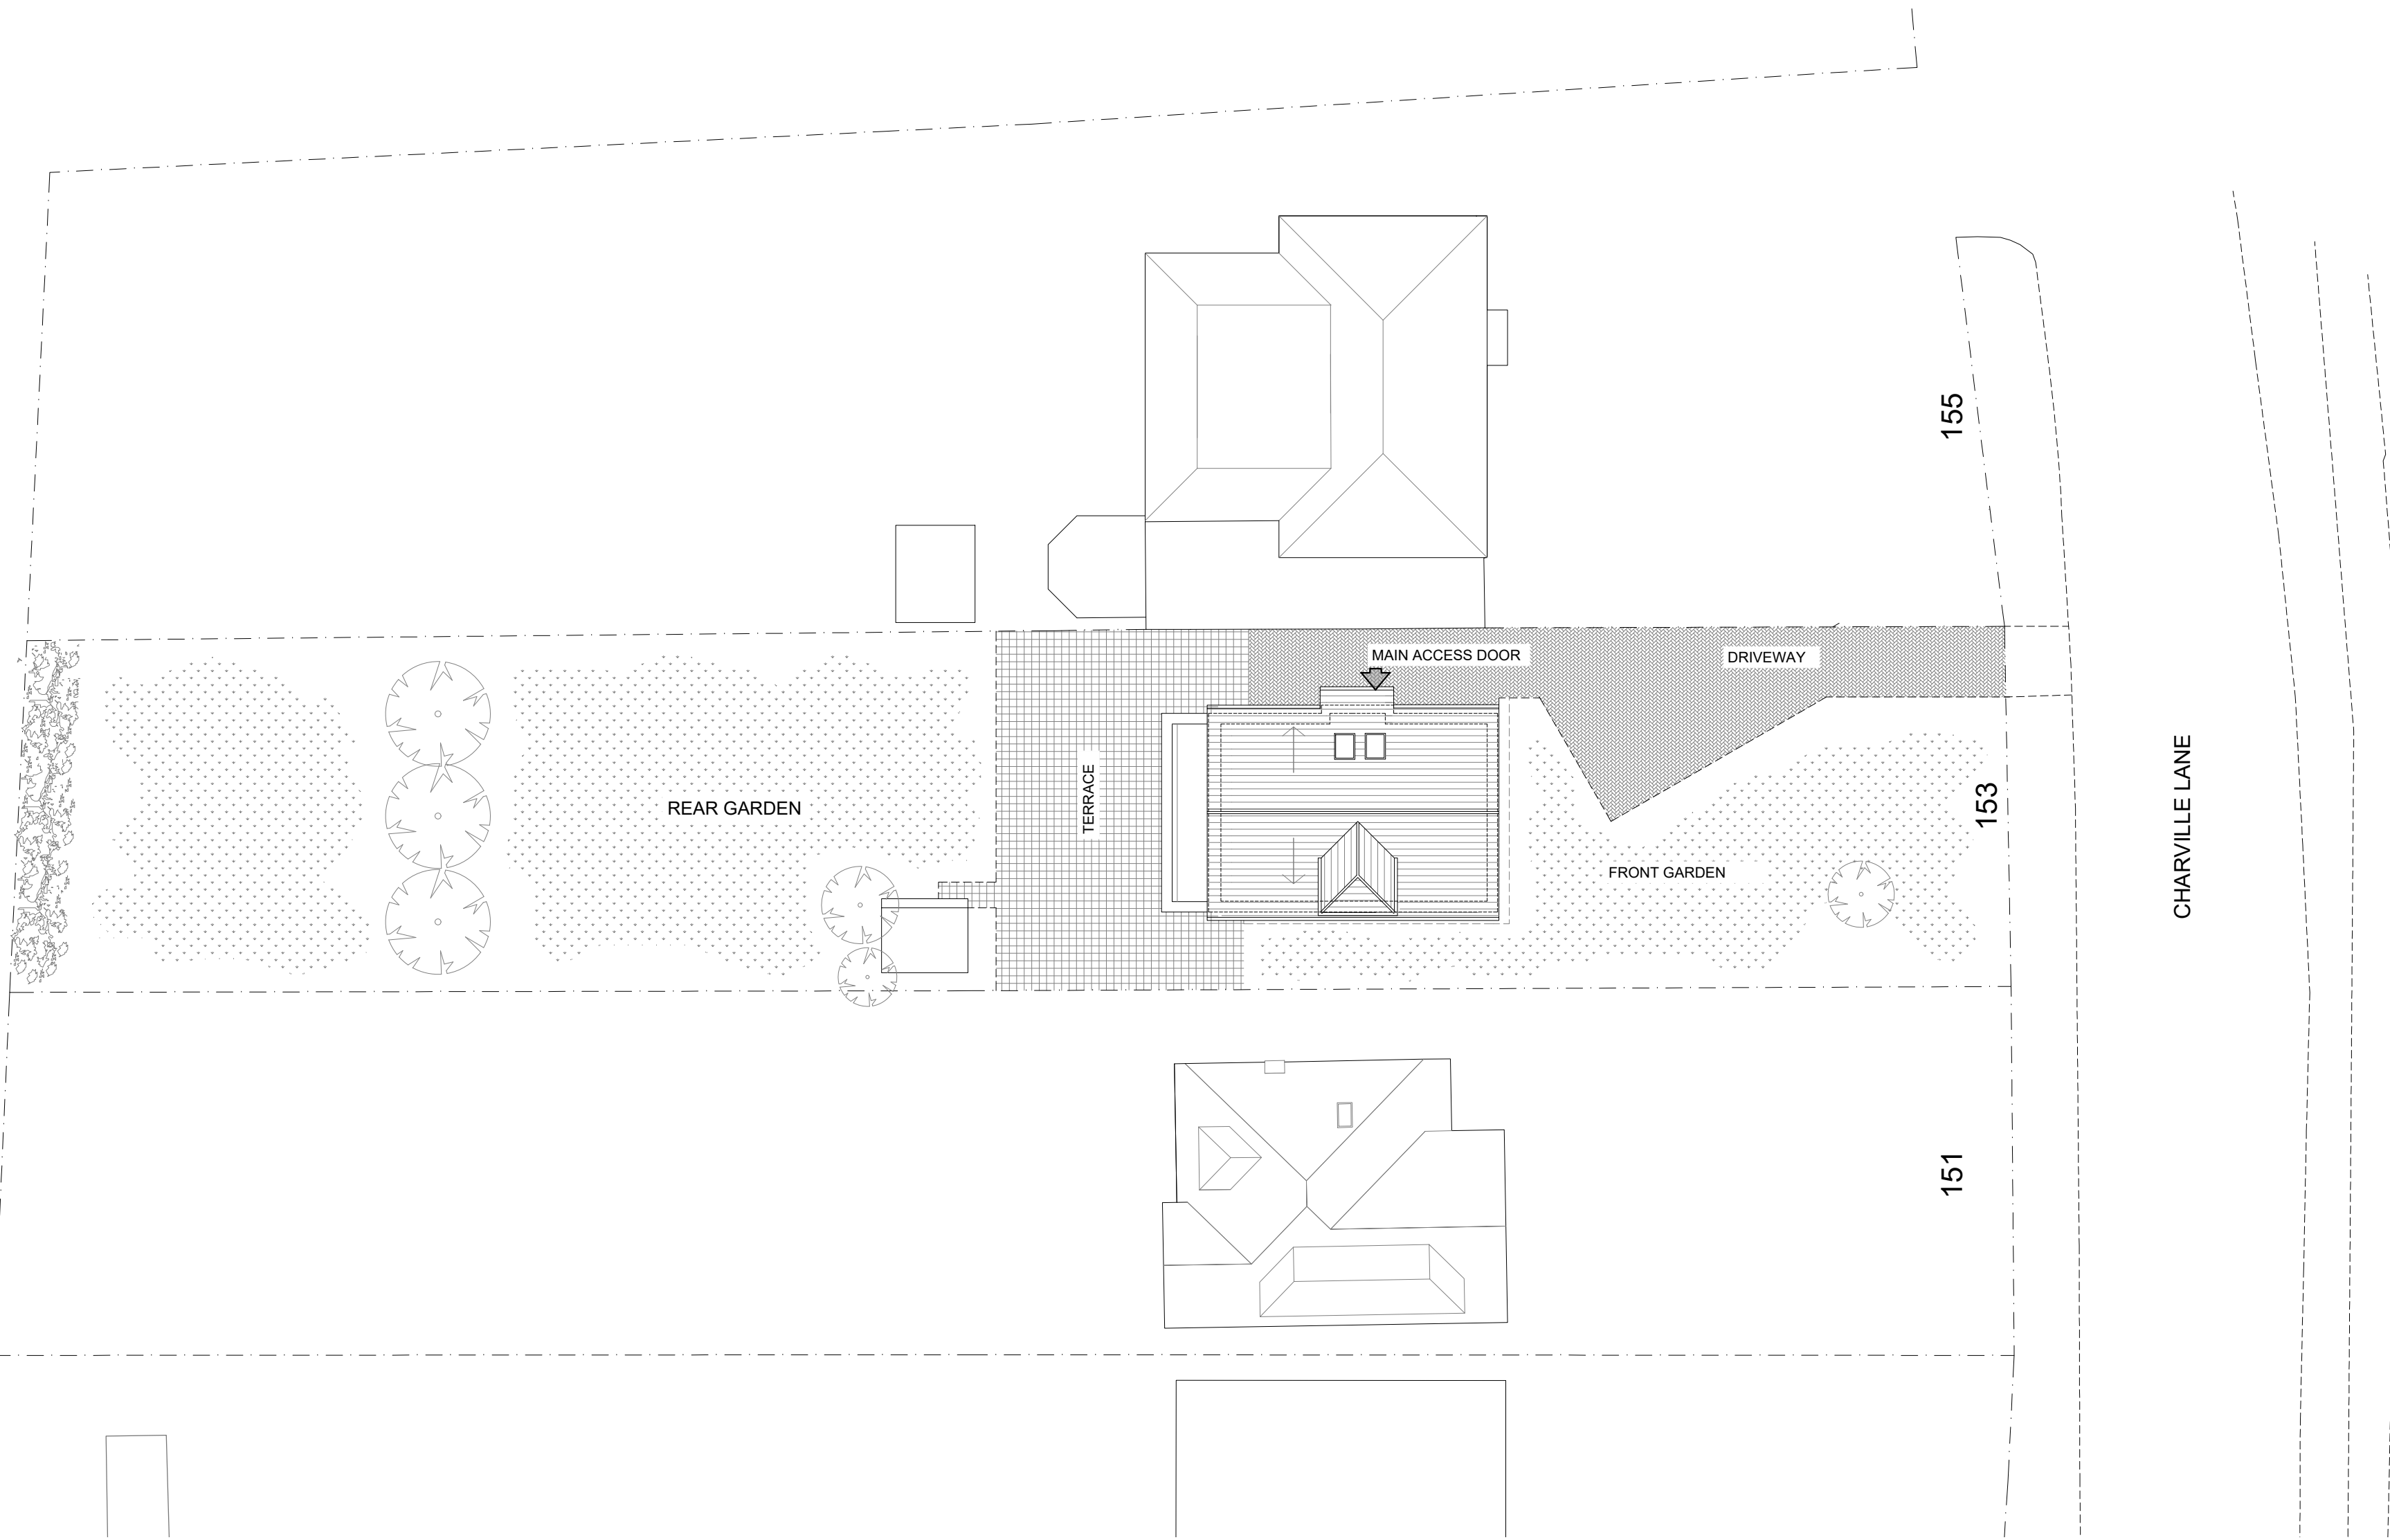 155
MAIN ACCESS DOOR
DRIVEWAY
REAR GARDEN
TERRACE
153
CHARVILLE LANE
FRONT GARDEN
151